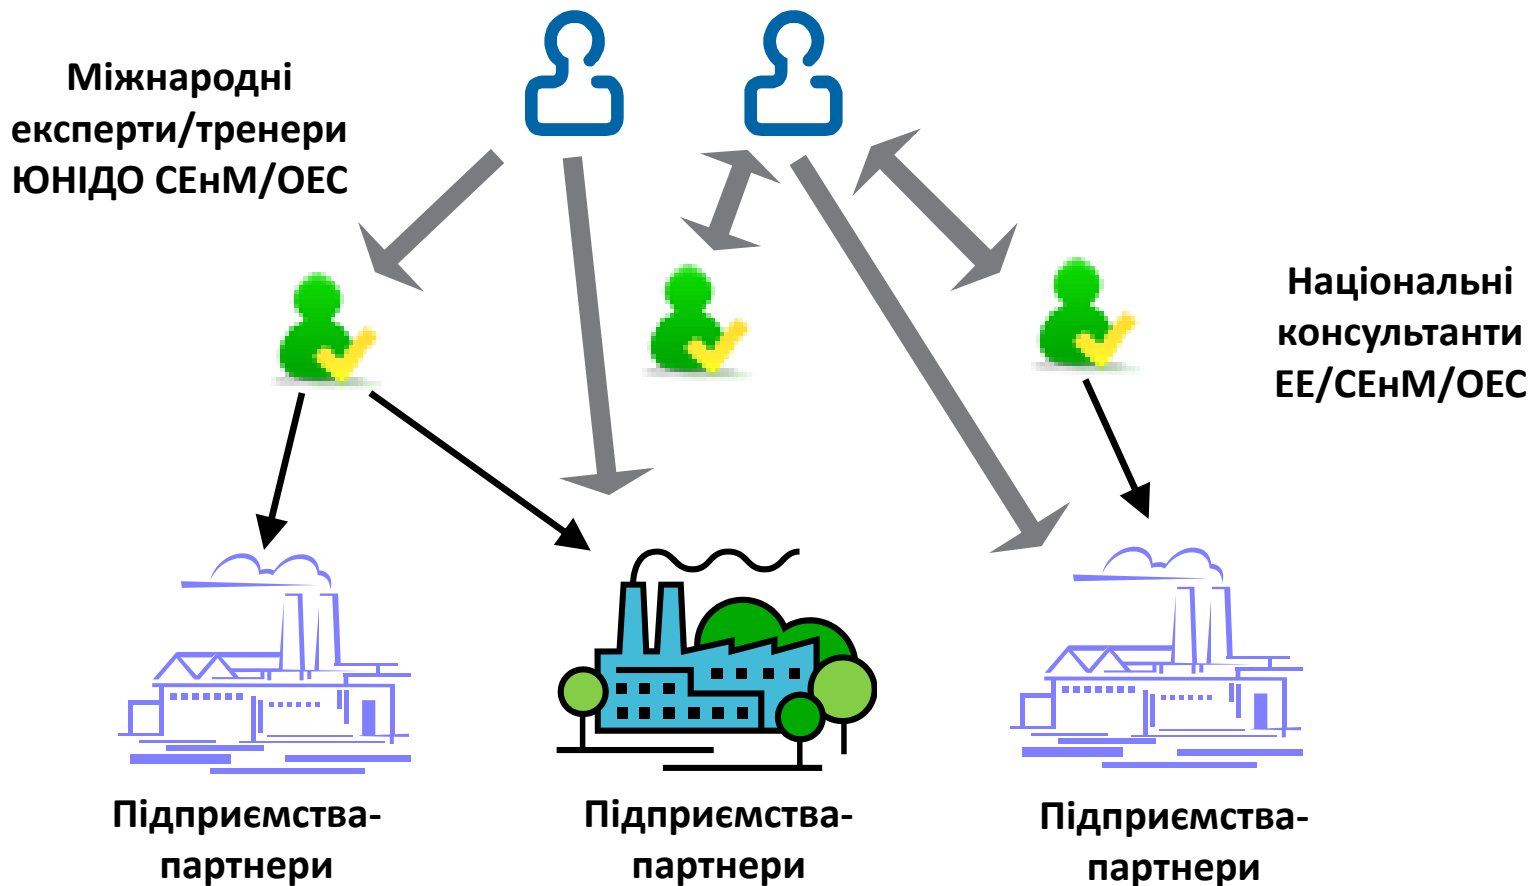 Міжнародні
експерти/тренери
ЮНІДО СЕнМ/ОЕС
Національні
консультанти
ЕЕ/СЕнМ/ОЕС
Підприємства-
партнери
Підприємства-
партнери
Підприємства-
партнери